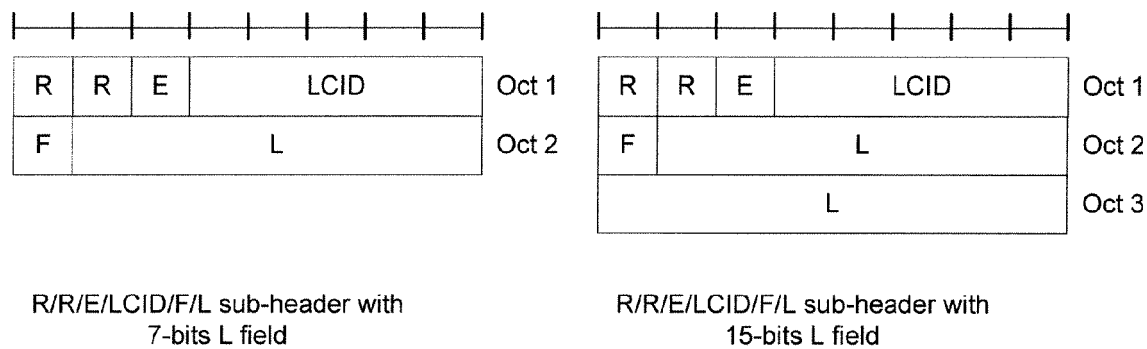 R R E LCID Oct 1
F L Oct 2
R/R/E/LCID/F/L sub-header with
7-bits L field
R R E LCID Oct 1
F L Oct 2
L Oct 3
R/R/E/LCID/F/L sub-header with
15-bits L field